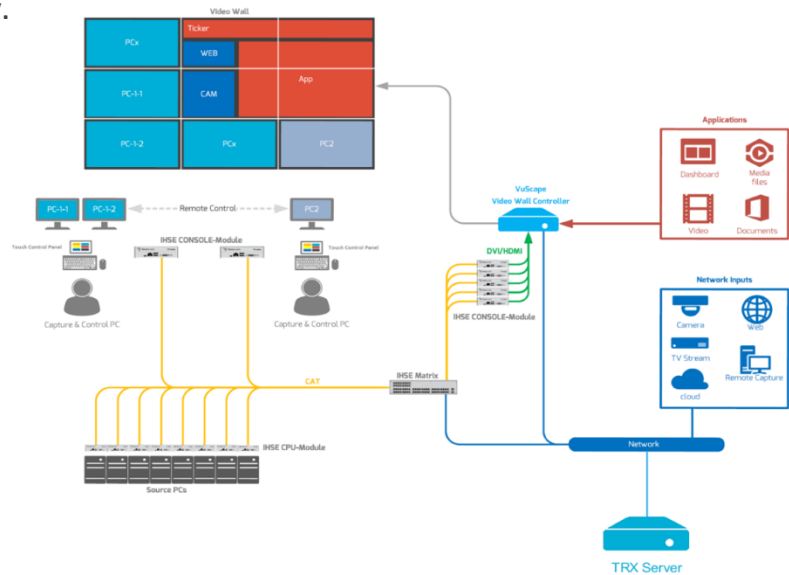 Video Wall
PCx
Ticker
WEB
App
PC-1-1
CAM
PC-1-2
PCx
PC2
Applications
Dashboard
Media
files
Video
Documents
VuScape
Video Wall Controller
PC-1-1
PC-1-2
Remote Control
PC2
Touch Control Panel
IHSE CONSOLE-Module
Touch Control Panel
DVI/HDMI
Capture & Control PC
Capture & Control PC
IHSE CONSOLE-Module
Network Inputs
Camera
Web
TV Stream
Remote Capture
cloud
IHSE Matrix
CAT
IHSE CPU-Module
Source PCs
Network
TRX Server